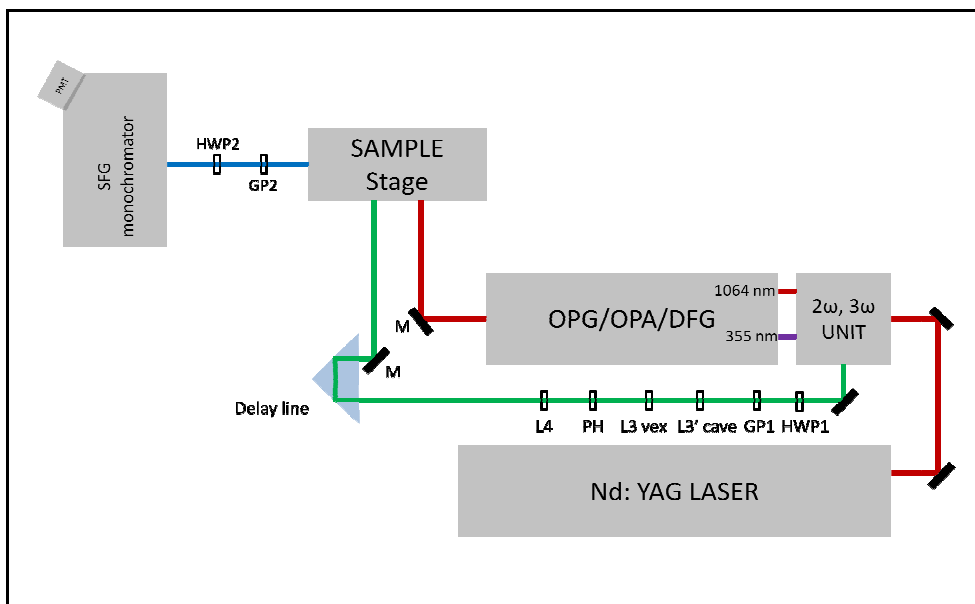 PMT
SFG
monochromator
HWP2
GP2
SAMPLE
Stage
M
M
Delay line
OPG/OPA/DFG
1064 nm
355 nm
2ω, 3ω
UNIT
L4
PH
L3 vex
L3’ cave
GP1
HWP1
Nd: YAG LASER